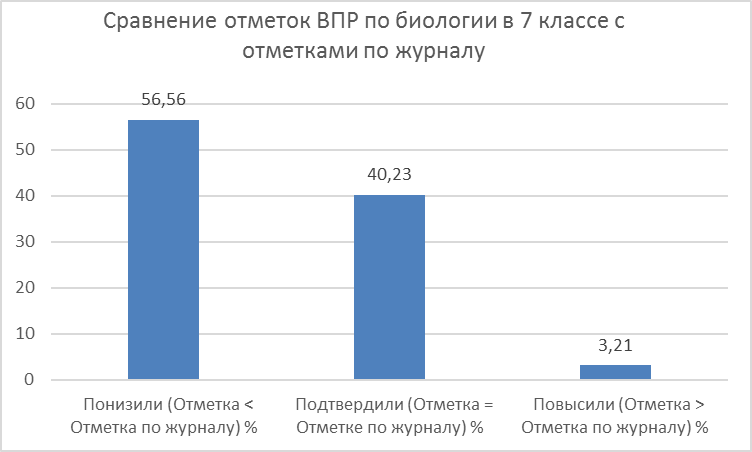 Сравнение отметок ВПР по биологии в 7 классе с
отметками по журналу
60
50
40
30
20
10
0
56,56
40,23
3,21
Понизили (Отметка <
Отметка по журналу) %
Подтвердили (Отметка =
Отметке по журналу) %
Повысили (Отметка >
Отметка по журналу) %